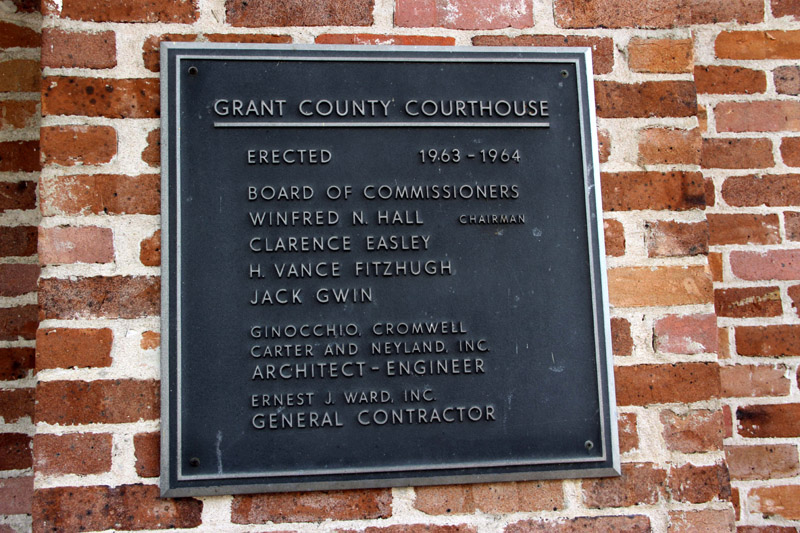 GRANT COUNTY COURTHOUSE
ERECTED 1963-1964
BOARD OF COMMISSIONERS
WINFRED N. HALL CHAIRMAN
CLARENCE EASLEY
H. VANCE FITZHUGH
JACK GWIN
GINOCCHIO, CROMWELL
CARTER AND NEYLAND, INC.
ARCHITECT-ENGINEER
ERNEST J. WARD, INC.
GENERAL CONTRACTOR